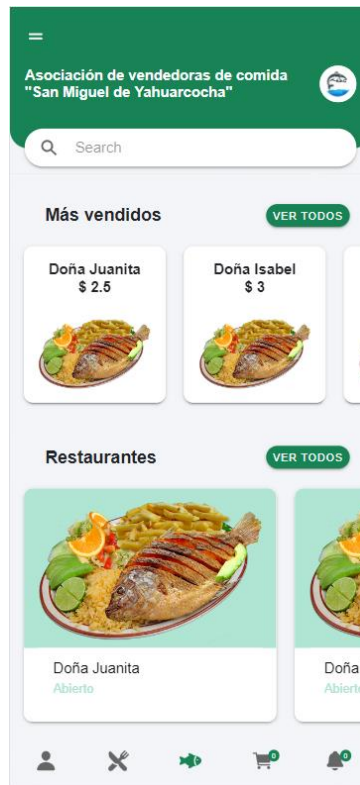 Asociación de vendedoras de comida
"San Miguel de Yahuarcocha"
Search
Más vendidos
VER TODOS
Doña Juanita
$ 2.5
Doña Isabel
$ 3
Restaurantes
VER TODOS
Doña Juanita
Abierto
Doña
Abierto
0
0